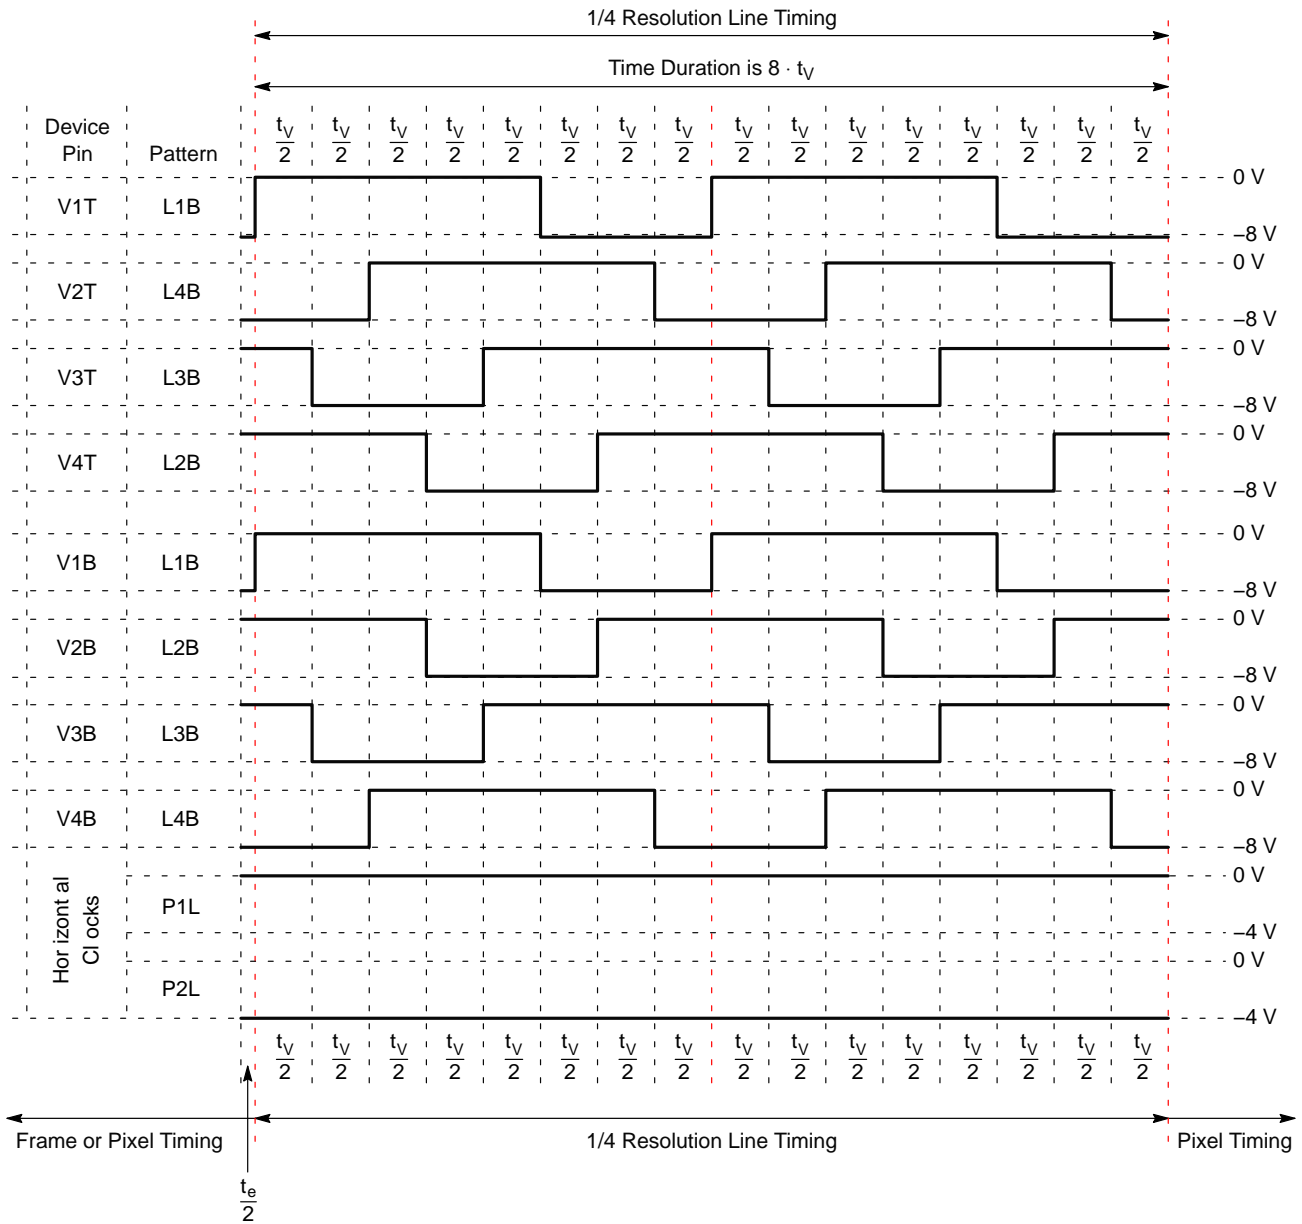 1/4 Resolution Line Timing
Time Duration is 8 · tV
Device Pin
Pattern
tV/2 tV/2 tV/2 tV/2 tV/2 tV/2 tV/2 tV/2 tV/2 tV/2 tV/2 tV/2 tV/2 tV/2 tV/2 tV/2
0 V
V1T L1B
–8 V
0 V
V2T L4B
–8 V
0 V
V3T L3B
–8 V
0 V
V4T L2B
–8 V
0 V
V1B L1B
–8 V
0 V
V2B L2B
–8 V
0 V
V3B L3B
–8 V
0 V
V4B L4B
–8 V
0 V
Hor izont al
Cl ocks
P1L
–4 V
0 V
P2L
–4 V
tV/2 tV/2 tV/2 tV/2 tV/2 tV/2 tV/2 tV/2 tV/2 tV/2 tV/2 tV/2 tV/2 tV/2 tV/2 tV/2
Frame or Pixel Timing
1/4 Resolution Line Timing
Pixel Timing
te/2